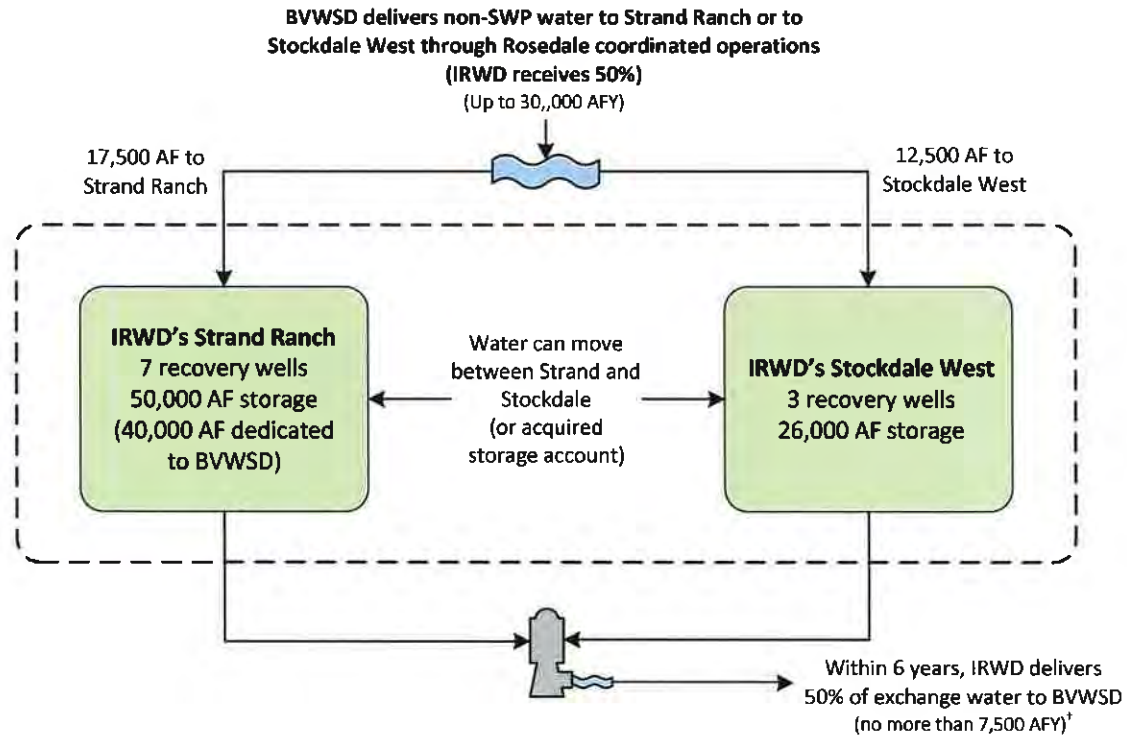 BVWSD delivers non-SWP water to Strand Ranch or to
Stockdale West through Rosedale coordinated operations
(IRWD receives 50%)
(Up to 30,,000 AFY)
17,500 AF to
Strand Ranch
12,500 AF to
Stockdale West
IRWD's Strand Ranch
7 recovery wells
50,000 AF storage
(40,000 AF dedicated
to BVWSD)
Water can move
between Strand and
Stockdale
(or acquired
storage account)
IRWD's Stockdale West
3 recovery wells
26,000 AF storage
Within 6 years, IRWD delivers
50% of exchange water to BVWSD
(no more than 7,500 AFY)†